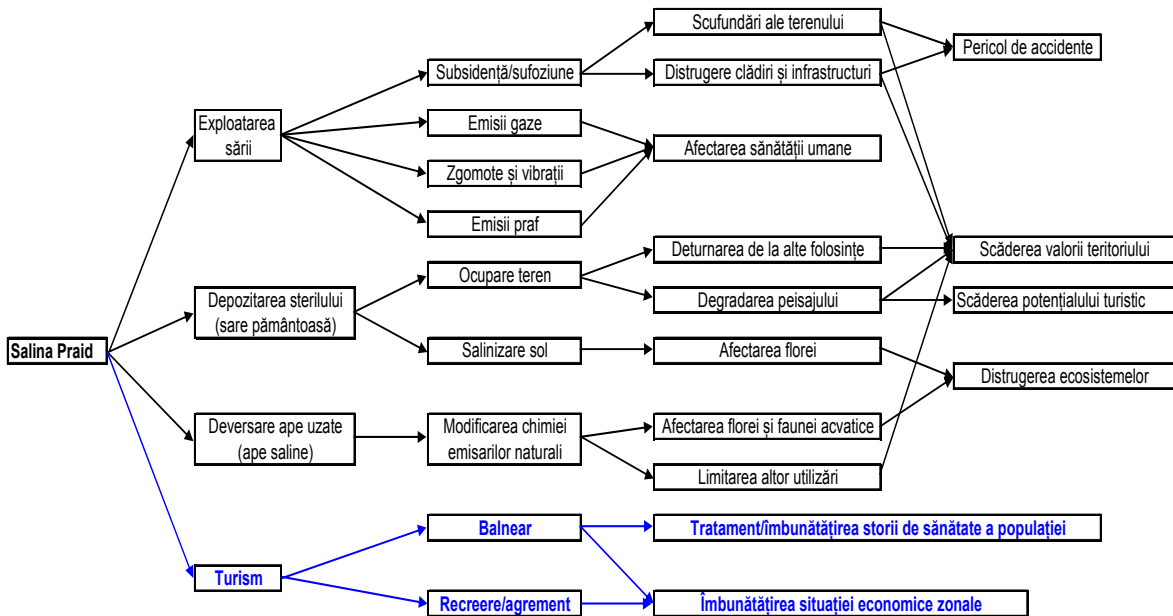 Scufundări ale terenului
Pericol de accidente
Subsidență/sufoziune
Distrugere clădiri și infrastructuri
Exploatarea
sării
Emisii gaze
Afectarea sănătății umane
Zgomote și vibrații
Emisii praf
Deturnarea de la alte folosințe
Scăderea valorii teritoriului
Ocupare teren
Depozitarea sterilului
(sare pământoasă)
Degradarea peisajului
Scăderea potențialului turistic
Salina Praid
Salinizare sol
Afectarea florei
Distrugerea ecosistemelor
Deversare ape uzate
(ape saline)
Modificarea chimiei
emisarilor naturali
Afectarea florei și faunei acvatice
Limitarea altor utilizări
Balnear
Tratament/îmbunătățirea storii de sănătate a populației
Turism
Recreere/agrement
Îmbunătățirea situației economice zonale